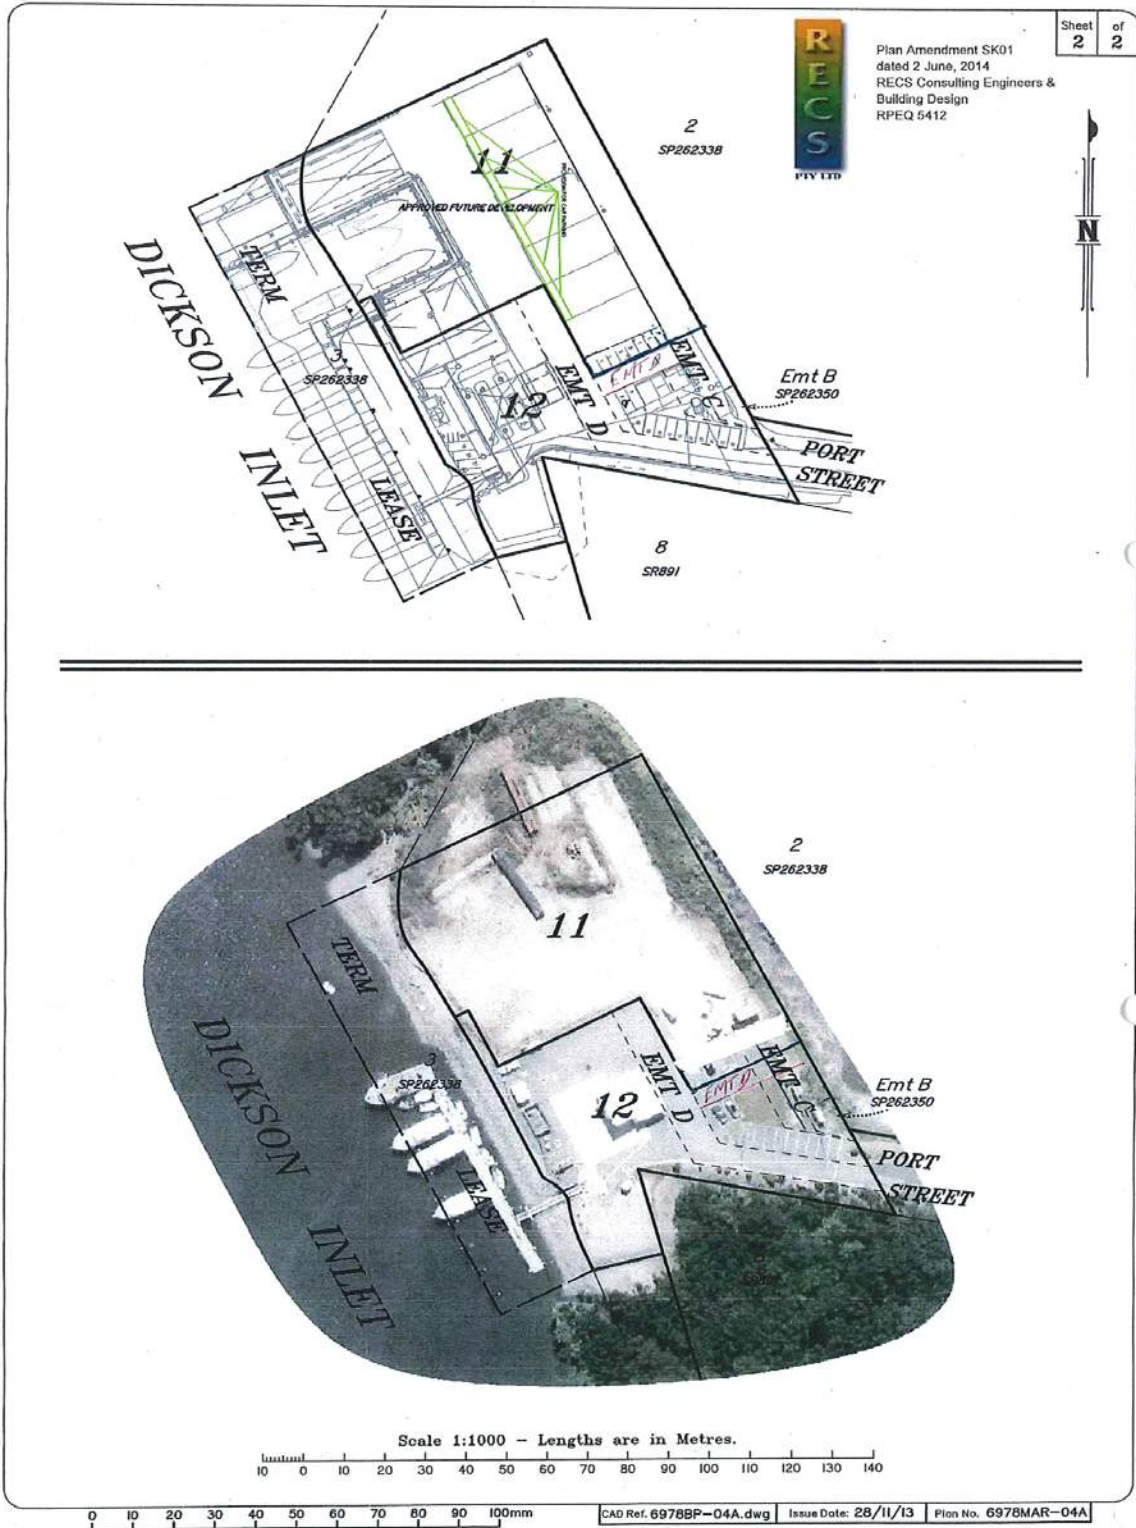 Sheet of
2 2
RECS
PTY LTD
Plan Amendment SK01
dated 2 June, 2014
RECS Consulting Engineers &
Building Design
RPEQ 5412
N
2
SP262338
11
APPROVED FUTURE DEVELOPMENT
TERM
DICKSON
3
SP262338
12
EMT D
EMT D
EMT C
Emt B
SP262350
INLET
LEASE
PORT
STREET
8
SR891
2
SP262338
11
TERM
DICKSON
3
SP262338
12
EMT D
EMT D
EMT C
Emt B
SP262350
INLET
LEASE
PORT
STREET
Scale 1:1000 – Lengths are in Metres.
10 0 10 20 30 40 50 60 70 80 90 100 110 120 130 140
0 10 20 30 40 50 60 70 80 90 100mm
CAD Ref. 6978BP–04A.dwg Issue Date: 28/11/13 Plan No. 6978MAR–04A